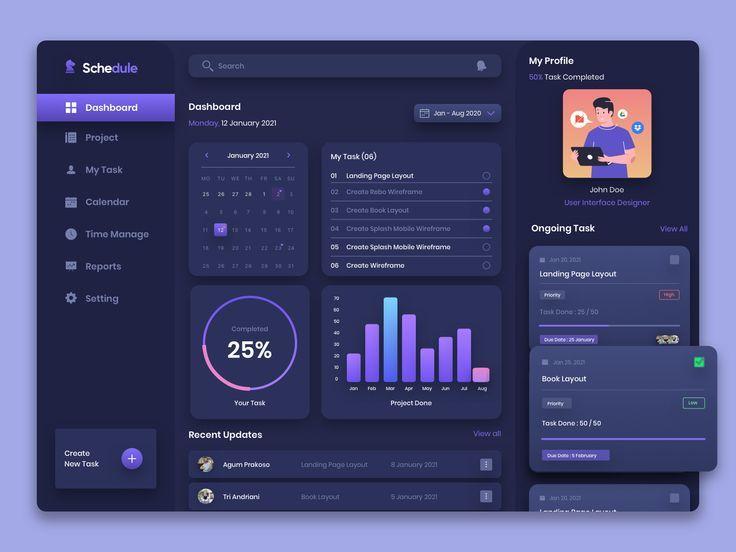 Schedule
Dashboard
Project
My Task
Calendar
Time Manage
Reports
Setting
Create
New Task
Search
Dashboard
Monday, 12 January 2021
Jan - Aug 2020
January 2021
MO TU WE TH FR SA SU
25 26 27 28 1 2 3
4 5 6 7 8 9 10
11 12 13 14 15 16 17
18 19 20 21 22 23 24
My Task (06)
01 Landing Page Layout
02 Create Rebo Wireframe
03 Create Book Layout
04 Create Splash Mobile Wireframe
05 Create Splash Mobile Wireframe
06 Create Wireframe
Completed
25%
Your Task
70
60
50
40
30
20
10
0
Jan Feb Mar Apr May Jun Jul Aug
Project Done
Recent Updates
View all
Agum Prakoso Landing Page Layout 8 January 2021
Tri Andriani Book Layout 5 January 2021
My Profile
50% Task Completed
John Doe
User Interface Designer
Ongoing Task
View All
Jan 20, 2021
Landing Page Layout
Priority
High
Task Done : 25 / 50
Due Date : 25 January
Jan 25, 2021
Book Layout
Priority
Low
Task Done : 50 / 50
Due Date : 5 February
Jan 20, 2021
Landing Page Layout